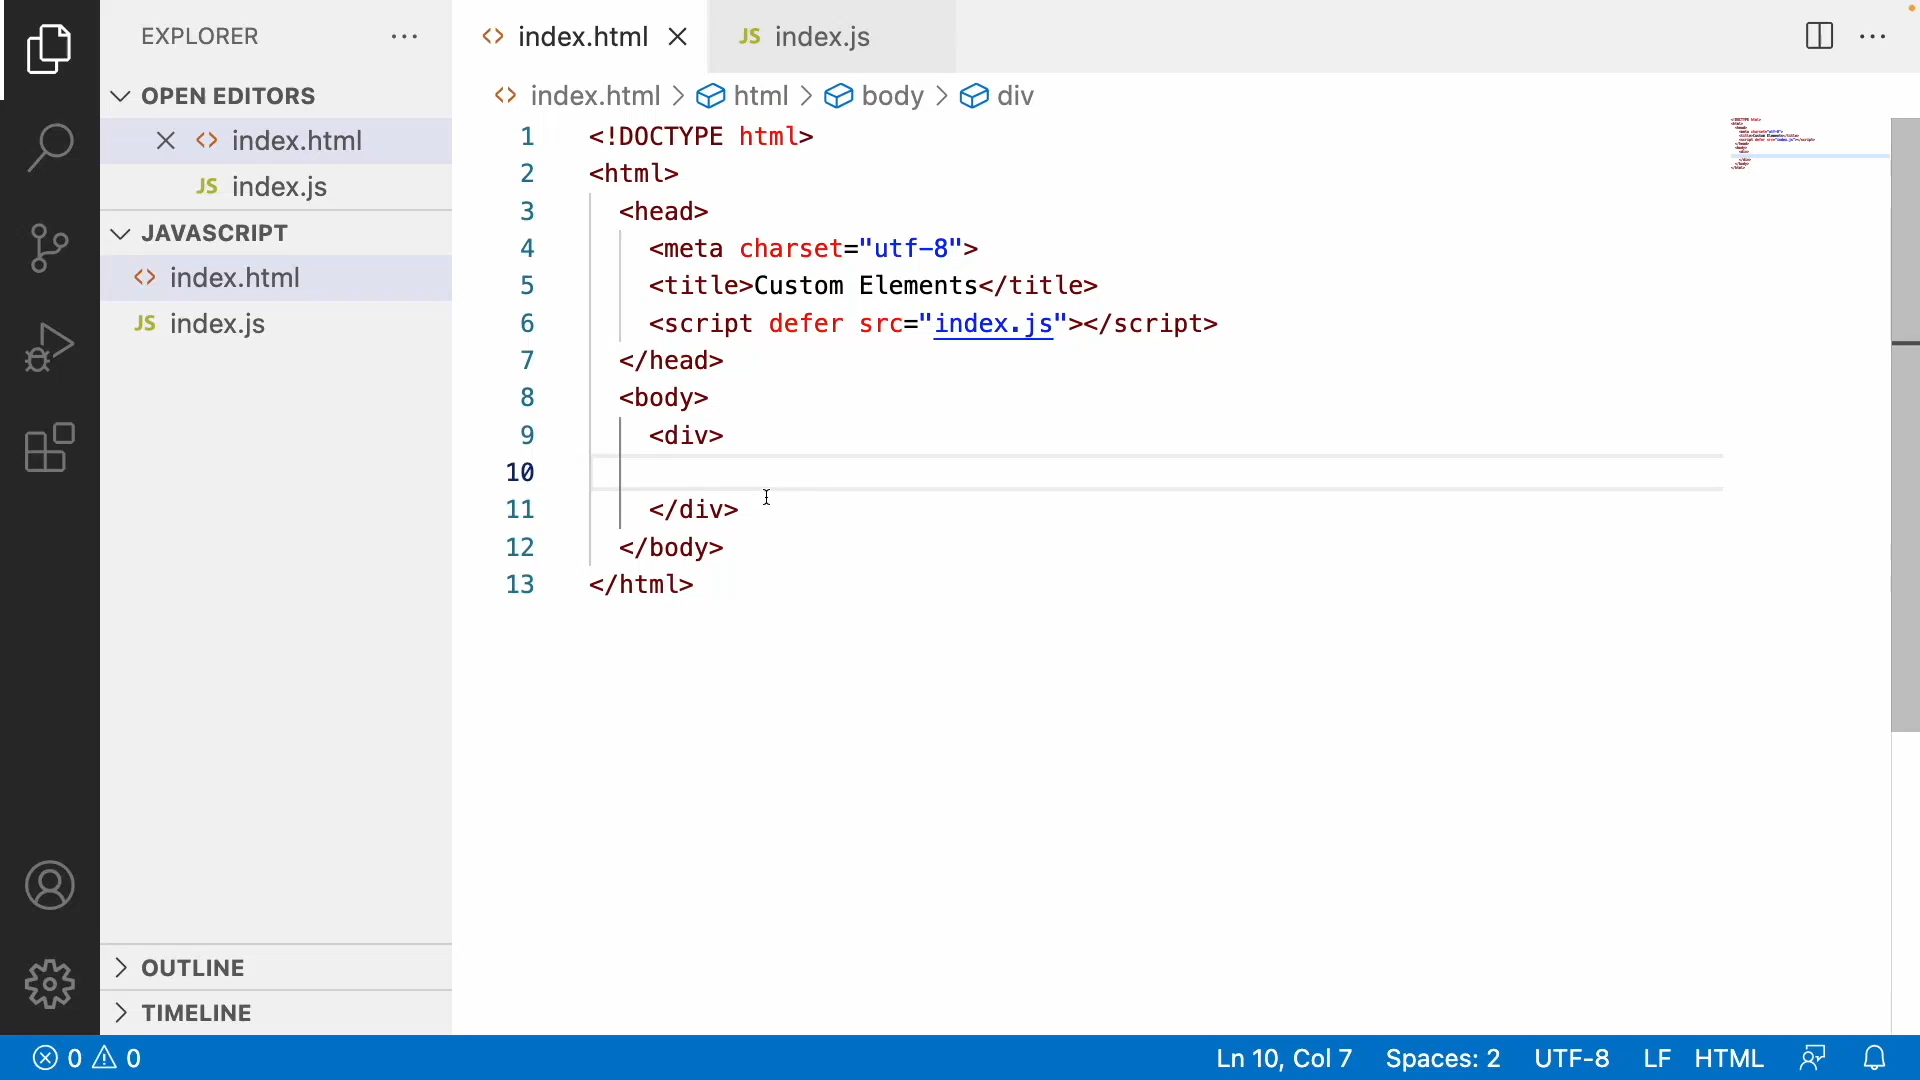 EXPLORER
OPEN EDITORS
index.html
JS index.js
JAVASCRIPT
index.html
JS index.js
OUTLINE
TIMELINE
index.html
JS index.js
index.html > html > body > div
1 <!DOCTYPE html>
2 <html>
3 <head>
4 <meta charset="utf-8">
5 <title>Custom Elements</title>
6 <script defer src="index.js"></script>
7 </head>
8 <body>
9 <div>
10
11 </div>
12 </body>
13 </html>
0 0
Ln 10, Col 7 Spaces: 2 UTF-8 LF HTML